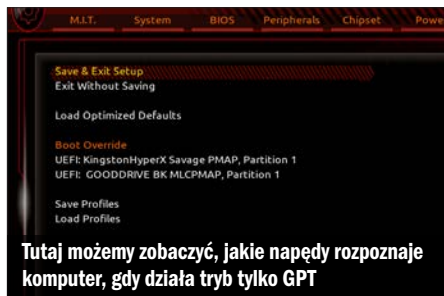 M.I.T. System BIOS Peripherals Chipset Powe
Save & Exit Setup
Exit Without Saving
Load Optimized Defaults
Boot Override
UEFI: KingstonHyperX Savage PMAP, Partition 1
UEFI: GOODDRIVE BK MLCPMAP, Partition 1
Save Profiles
Load Profiles
Tutaj możemy zobaczyć, jakie napędy rozpoznaje
komputer, gdy działa tryb tylko GPT